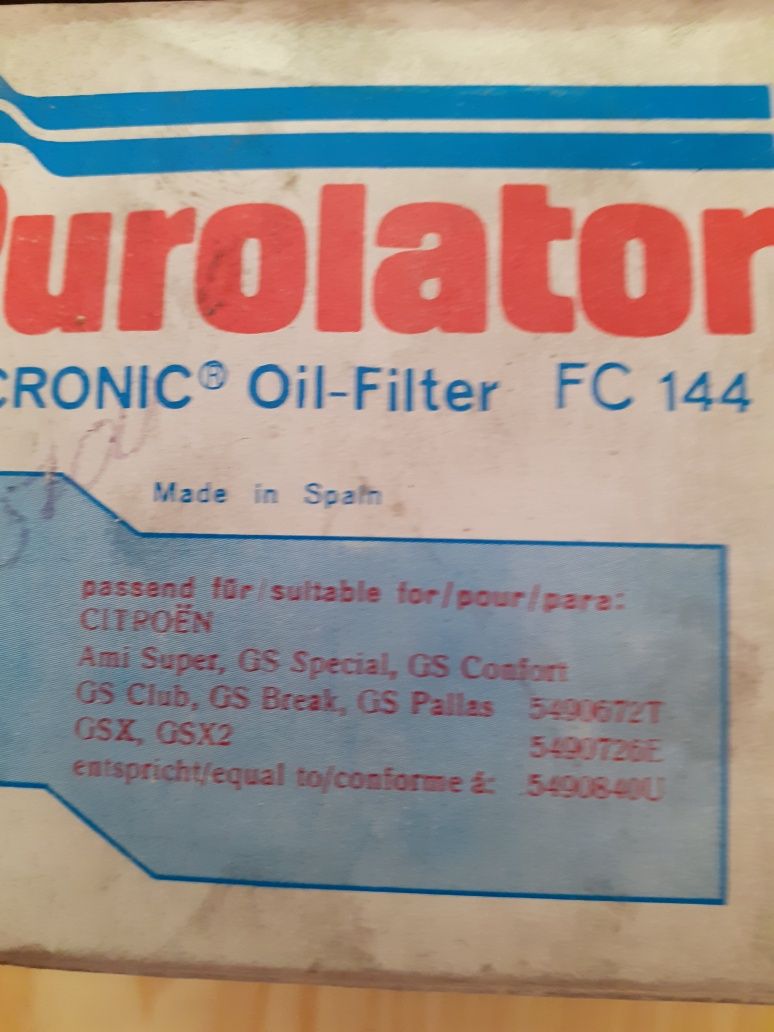 Purolator
CRONIC® Oil-Filter FC 144
Made in Spain
passend für/suitable for/pour/para:
CITROËN
Ami Super, GS Special, GS Confort
GS Club, GS Break, GS Pallas 5490672T
GSX, GSX2 5490726E
entspricht/equal to/conforme á: 5490840U